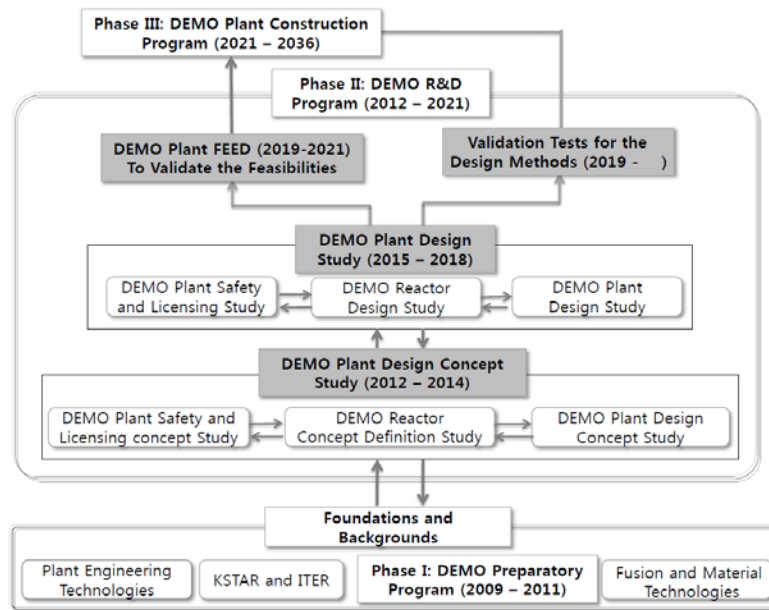 Phase III: DEMO Plant Construction
Program (2021 – 2036)
Phase II: DEMO R&D
Program (2012 – 2021)
DEMO Plant FEED (2019-2021)
To Validate the Feasibilities
Validation Tests for the
Design Methods (2019 -    )
DEMO Plant Design
Study (2015 – 2018)
DEMO Plant Safety
and Licensing Study
DEMO Reactor
Design Study
DEMO Plant
Design Study
DEMO Plant Design Concept
Study (2012 – 2014)
DEMO Plant Safety and
Licensing concept Study
DEMO Reactor
Concept Definition Study
DEMO Plant Design
Concept Study
Foundations and
Backgrounds
Plant Engineering
Technologies
KSTAR and ITER
Phase I: DEMO Preparatory
Program (2009 – 2011)
Fusion and Material
Technologies